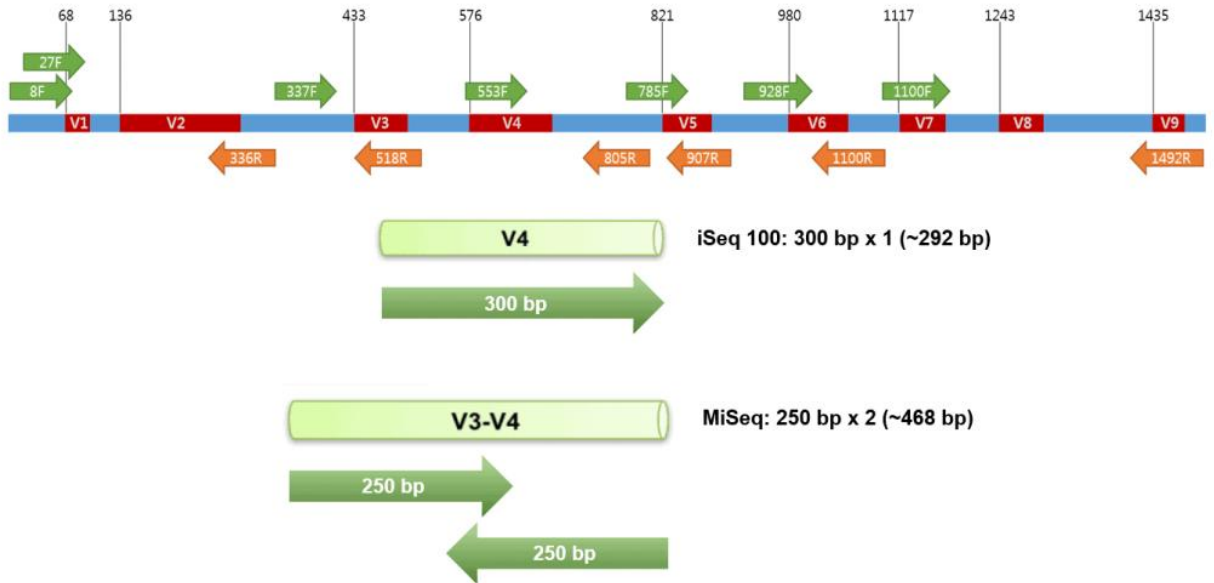 68 136 433 576 821 980 1117 1243 1435
27F
8F 337F 553F 785F 928F 1100F
V1 V2 V3 V4 V5 V6 V7 V8 V9
336R 518R 805R 907R 1100R 1492R
V4 iSeq 100: 300 bp x 1 (~292 bp)
300 bp
V3-V4 MiSeq: 250 bp x 2 (~468 bp)
250 bp
250 bp